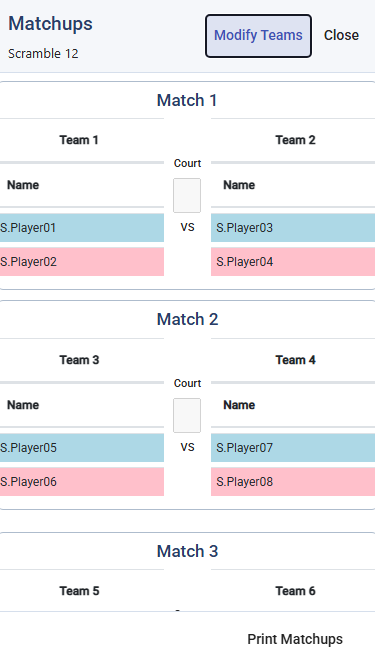 Matchups
Scramble 12
Modify Teams
Close
Match 1
Team 1
Team 2
Court
Name
Name
VS
S.Player01
S.Player03
S.Player02
S.Player04
Match 2
Team 3
Team 4
Court
Name
Name
VS
S.Player05
S.Player07
S.Player06
S.Player08
Match 3
Team 5
Team 6
Print Matchups